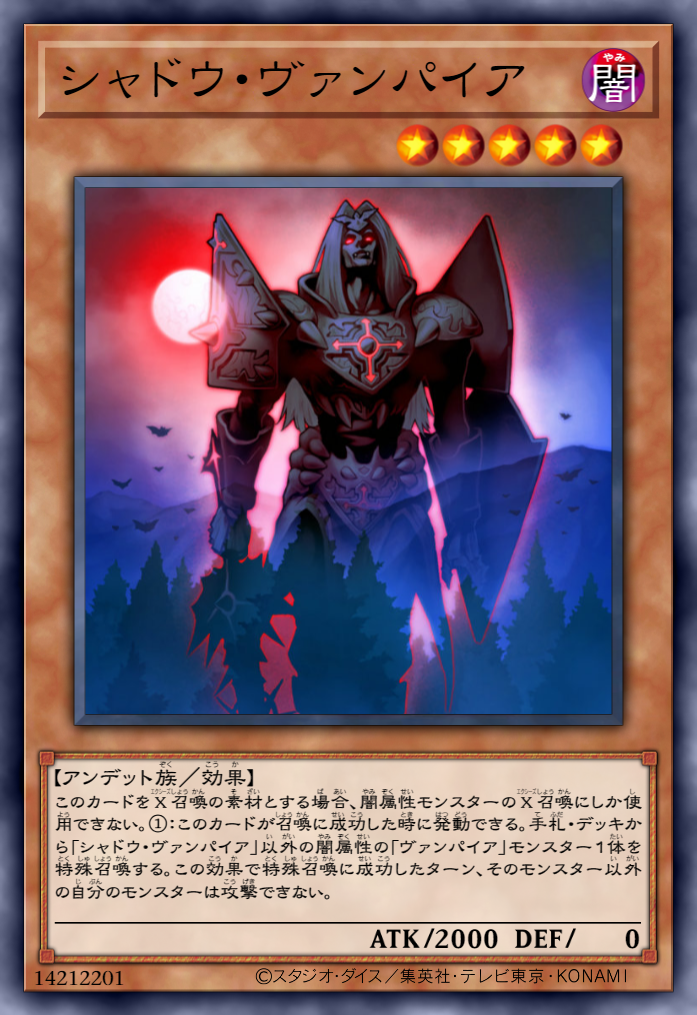 シャドウ・ヴァンパイア
闇
【アンデット族/効果】
このカードをX召喚の素材とする場合、闇属性モンスターのX召喚にしか使
用できない。①:このカードが召喚に成功した時に発動できる。手札・デッキか
ら「シャドウ・ヴァンパイア」以外の闇属性の「ヴァンパイア」モンスター1体を
特殊召喚する。この効果で特殊召喚に成功したターン、そのモンスター以外
の自分のモンスターは攻撃できない。
ATK/2000 DEF/ 0
14212201 ©スタジオ・ダイス/集英社・テレビ東京・KONAMI